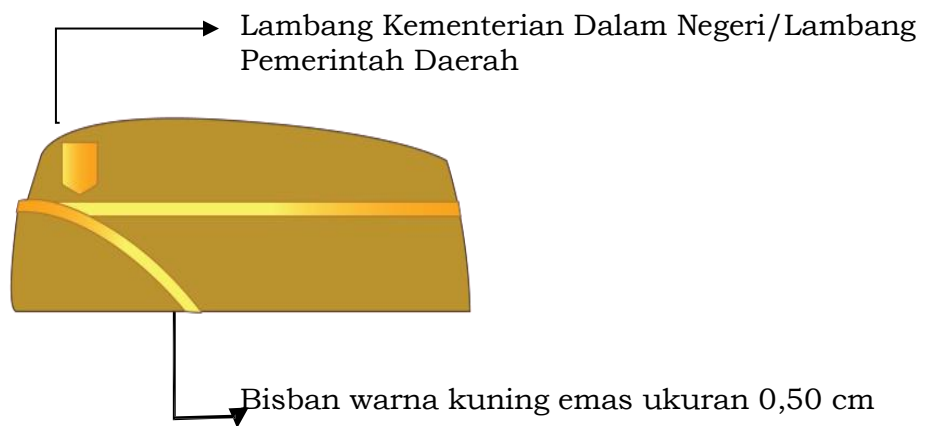 Lambang Kementerian Dalam Negeri/Lambang
Pemerintah Daerah
Bisban warna kuning emas ukuran 0,50 cm